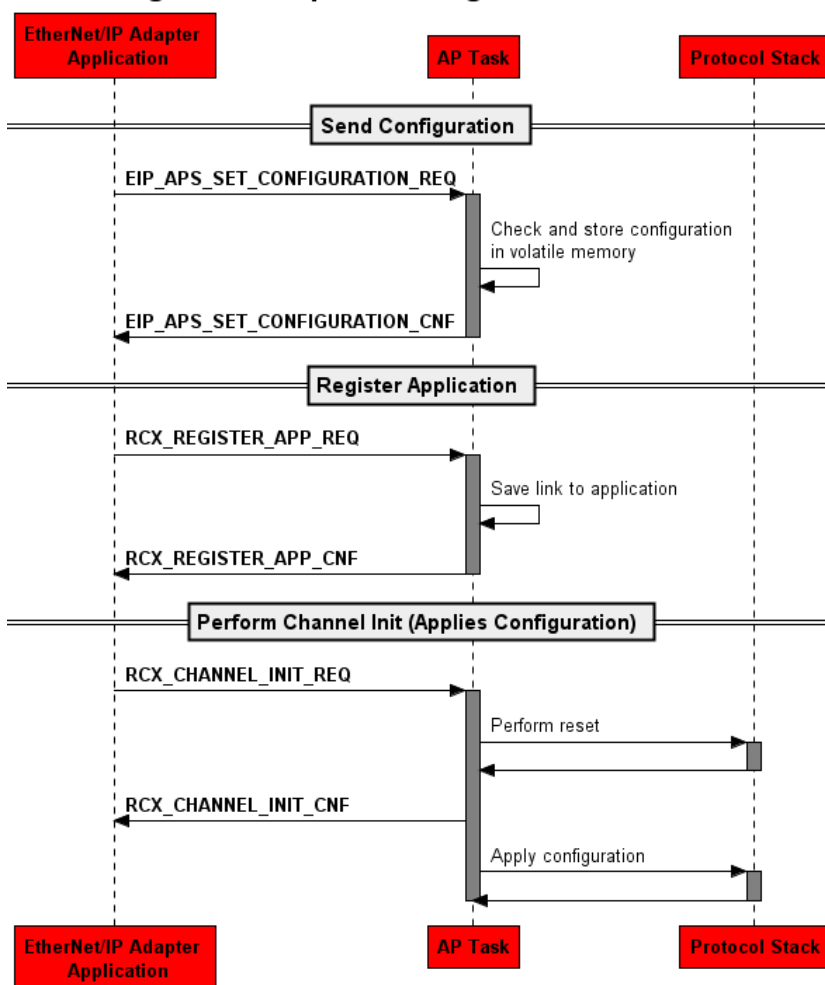 EtherNet/IP Adapter
Application
AP Task
Protocol Stack
Send Configuration
EIP_APS_SET_CONFIGURATION_REQ
Check and store configuration
in volatile memory
EIP_APS_SET_CONFIGURATION_CNF
Register Application
RCX_REGISTER_APP_REQ
Save link to application
RCX_REGISTER_APP_CNF
Perform Channel Init (Applies Configuration)
RCX_CHANNEL_INIT_REQ
Perform reset
RCX_CHANNEL_INIT_CNF
Apply configuration
EtherNet/IP Adapter
Application
AP Task
Protocol Stack